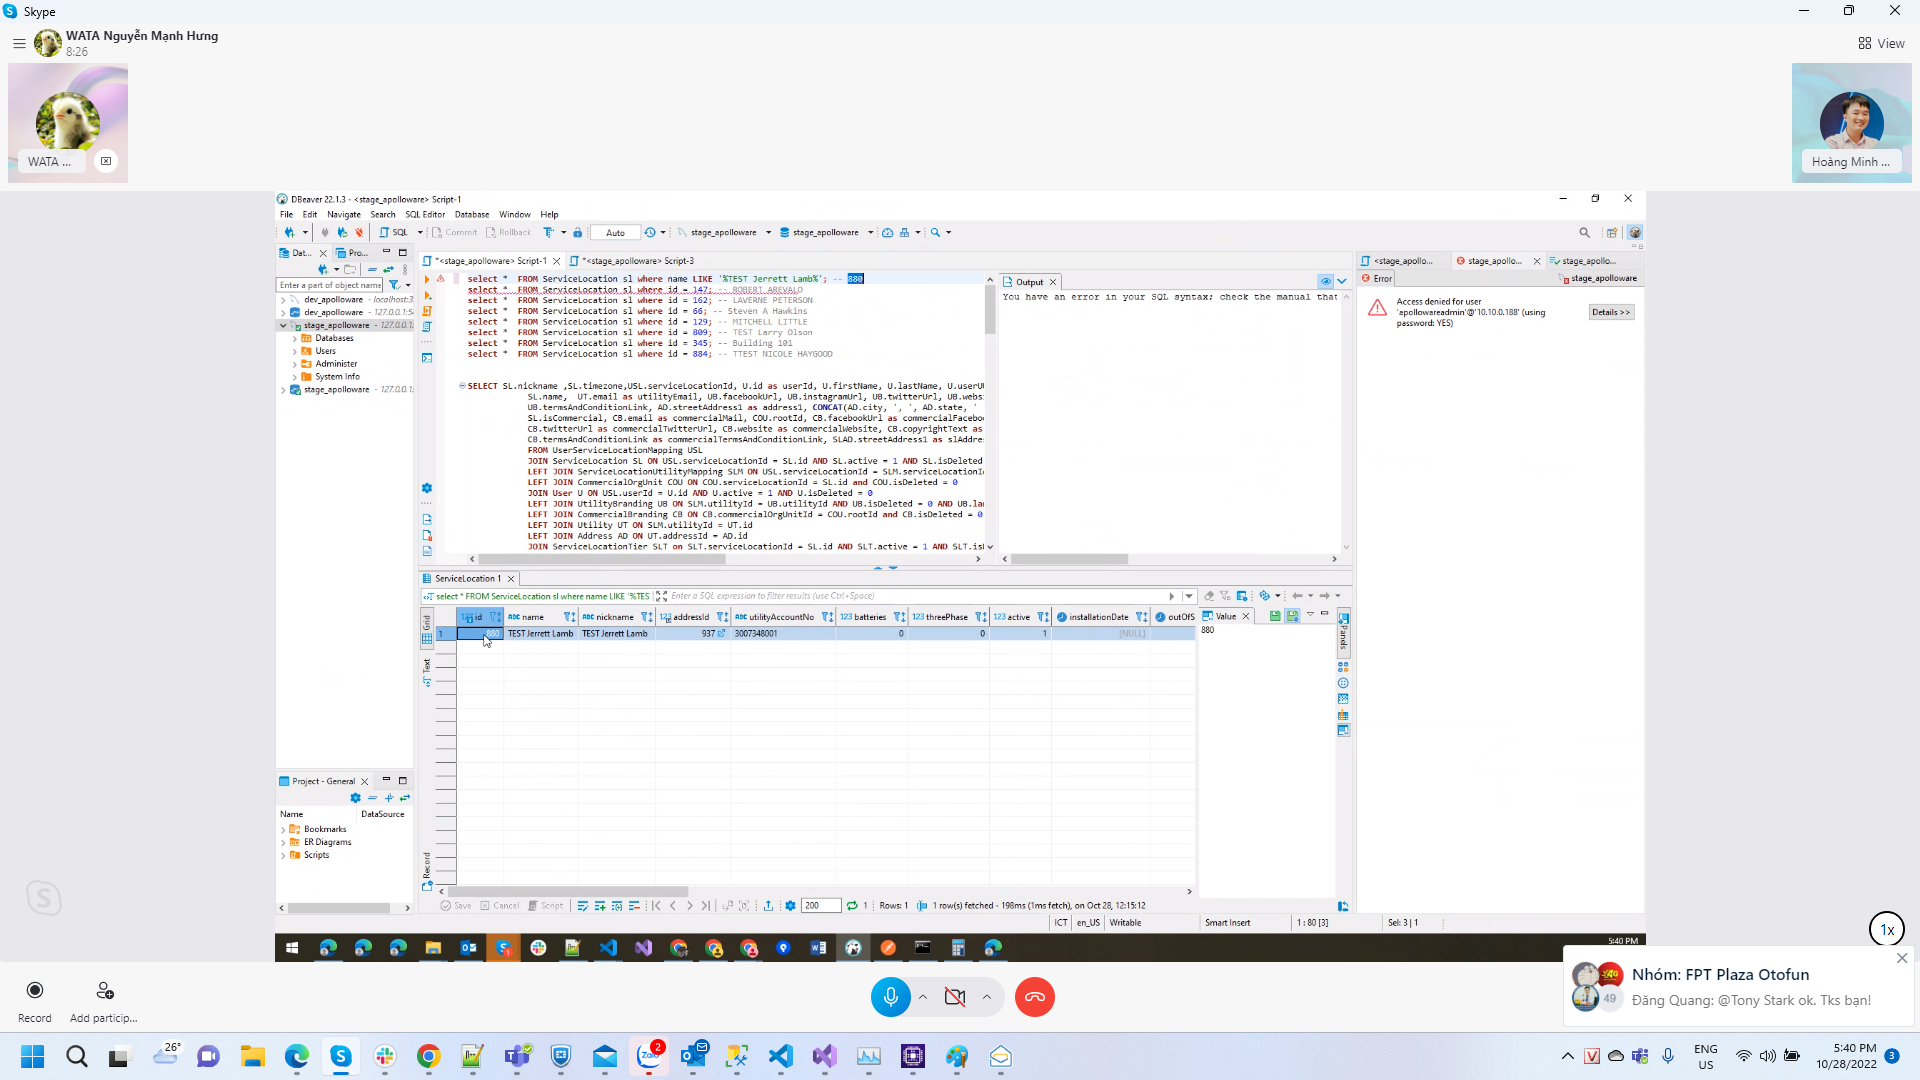 Skype
WATA Nguyễn Mạnh Hưng
8:26
View
WATA ...
Hoàng Minh ...
DBeaver 22.1.3 - <stage_apolloware> Script-1
File Edit Navigate Search SQL Editor Database Window Help
SQL Commit Rollback Auto stage_apolloware stage_apolloware
Dat... Pro...
Enter a part of object name
dev_apolloware - localhost:3
dev_apolloware - 127.0.0.1:5
stage_apolloware - 127.0.0.1:
Databases
Users
Administer
System Info
stage_apolloware - 127.0.0.1:
*<stage_apolloware> Script-1
*<stage_apolloware> Script-3
select * FROM ServiceLocation sl where name LIKE '%TEST Jerrett Lamb%'; -- 880
select * FROM ServiceLocation sl where id = 147; -- ROBERT AREVALO
select * FROM ServiceLocation sl where id = 162; -- LAVERNE PETERSON
select * FROM ServiceLocation sl where id = 66; -- Steven A Hawkins
select * FROM ServiceLocation sl where id = 129; -- MITCHELL LITTLE
select * FROM ServiceLocation sl where id = 809; -- TEST Larry Olson
select * FROM ServiceLocation sl where id = 345; -- Building 101
select * FROM ServiceLocation sl where id = 884; -- TTEST NICOLE HAYGOOD
SELECT SL.nickname ,SL.timezone,USL.serviceLocationId, U.id as userId, U.firstName, U.lastName, U.userU
SL.name, UT.email as utilityEmail, UB.facebookUrl, UB.instagramUrl, UB.twitterUrl, UB.websi
UB.termsAndConditionLink, AD.streetAddress1 as address1, CONCAT(AD.city, ', ', AD.state, '
SL.isCommercial, CB.email as commercialMail, COU.rootId, CB.facebookUrl as commercialFacebo
CB.twitterUrl as commercialTwitterUrl, CB.website as commercialWebsite, CB.copyrightText as
CB.termsAndConditionLink as commercialTermsAndConditionLink, SLAD.streetAddress1 as slAddre
FROM UserServiceLocationMapping USL
JOIN ServiceLocation SL ON USL.serviceLocationId = SL.id AND SL.active = 1 AND SL.isDeleted
LEFT JOIN ServiceLocationUtilityMapping SLM ON USL.serviceLocationId = SLM.serviceLocationI
LEFT JOIN CommercialOrgUnit COU ON COU.serviceLocationId = SL.id and COU.isDeleted = 0
JOIN User U ON USL.userId = U.id AND U.active = 1 AND U.isDeleted = 0
LEFT JOIN UtilityBranding UB ON SLM.utilityId = UB.utilityId AND UB.isDeleted = 0 AND UB.la
LEFT JOIN CommercialBranding CB ON CB.commercialOrgUnitId = COU.rootId and CB.isDeleted = 0
LEFT JOIN Utility UT ON SLM.utilityId = UT.id
LEFT JOIN Address AD ON UT.addressId = AD.id
JOIN ServiceLocationTier SLT on SLT.serviceLocationId = SL.id AND SLT.active = 1 AND SLT.is
Output
You have an error in your SQL syntax; check the manual that
<stage_apollo... stage_apollo... stage_apollo...
Error stage_apolloware
Access denied for user
'apollowareadmin'@'10.10.0.188' (using
password: YES)
Details >>
ServiceLocation 1
select * FROM ServiceLocation sl where name LIKE '%TES
Enter a SQL expression to filter results (use Ctrl+Space)
Grid
Text
Record
123 id ABC name ABC nickname 123 addressId ABC utilityAccountNo 123 batteries 123 threePhase 123 active installationDate outOfS
1 880 TEST Jerrett Lamb TEST Jerrett Lamb 937 3007348001 0 0 1 [NULL]
Value
880
Panels
Project - General
Name DataSource
Bookmarks
ER Diagrams
Scripts
Save Cancel Script 200 1 Rows: 1 1 row(s) fetched - 198ms (1ms fetch), on Oct 28, 12:15:12
ICT en_US Writable Smart Insert 1 : 80 [3] Sel: 3 | 1
5:40 PM
1x
Record
Add particip...
Nhóm: FPT Plaza Otofun
Đăng Quang: @Tony Stark ok. Tks bạn!
49
26°
Zalo
2
ENG
US
5:40 PM
10/28/2022
3